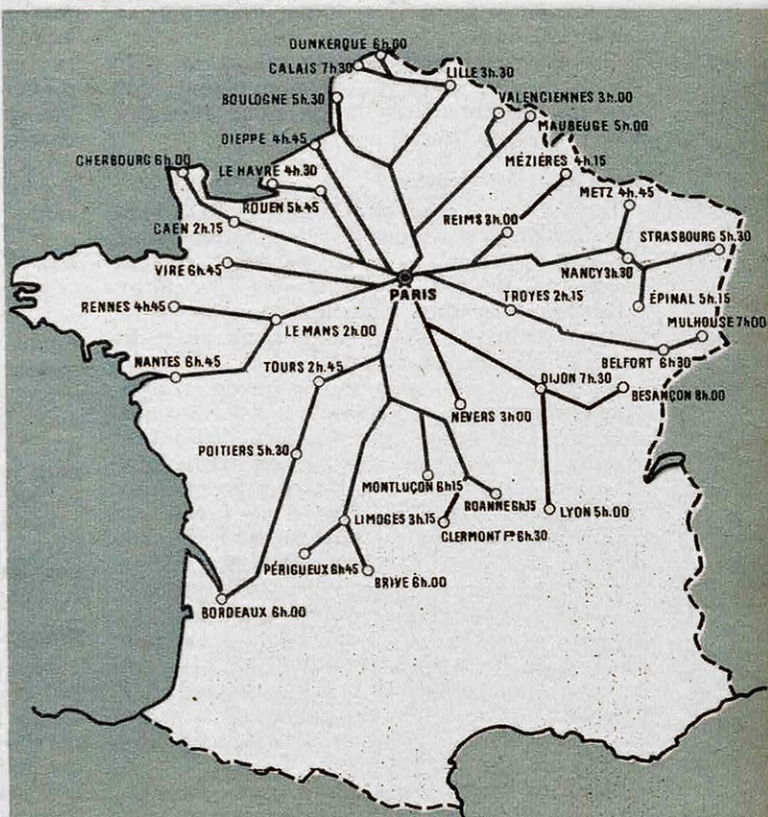 DUNKERQUE 6h.00
CALAIS 7h30
LILLE 3h.30
BOULOGNE 5h.30
VALENCIENNES 3h.00
MAUBEUGE 5h.00
DIEPPE 4h.45
CHERBOURG 6h.00
LE HAVRE 4h.30
MÉZIÈRES 4h.15
METZ 4h.45
ROUEN 5h.45
CAEN 2h.15
REIMS 3h.00
STRASBOURG 5h.30
VIRE 6h.45
NANCY 3h.30
PARIS
RENNES 4h.45
TROYES 2h.15
ÉPINAL 5h.15
LE MANS 2h.00
MULHOUSE 7h00
NANTES 6h.45
TOURS 2h.45
BELFORT 6h30
DIJON 7h.30
BESANÇON 8h.00
NEVERS 3h00
POITIERS 5h.30
MONTLUÇON 6h15
ROANNE 6h.15
LIMOGES 3h.15
LYON 5h.00
CLERMONT Fd 6h.30
PÉRIGUEUX 6h45
BRIVE 6h.00
BORDEAUX 6h.00